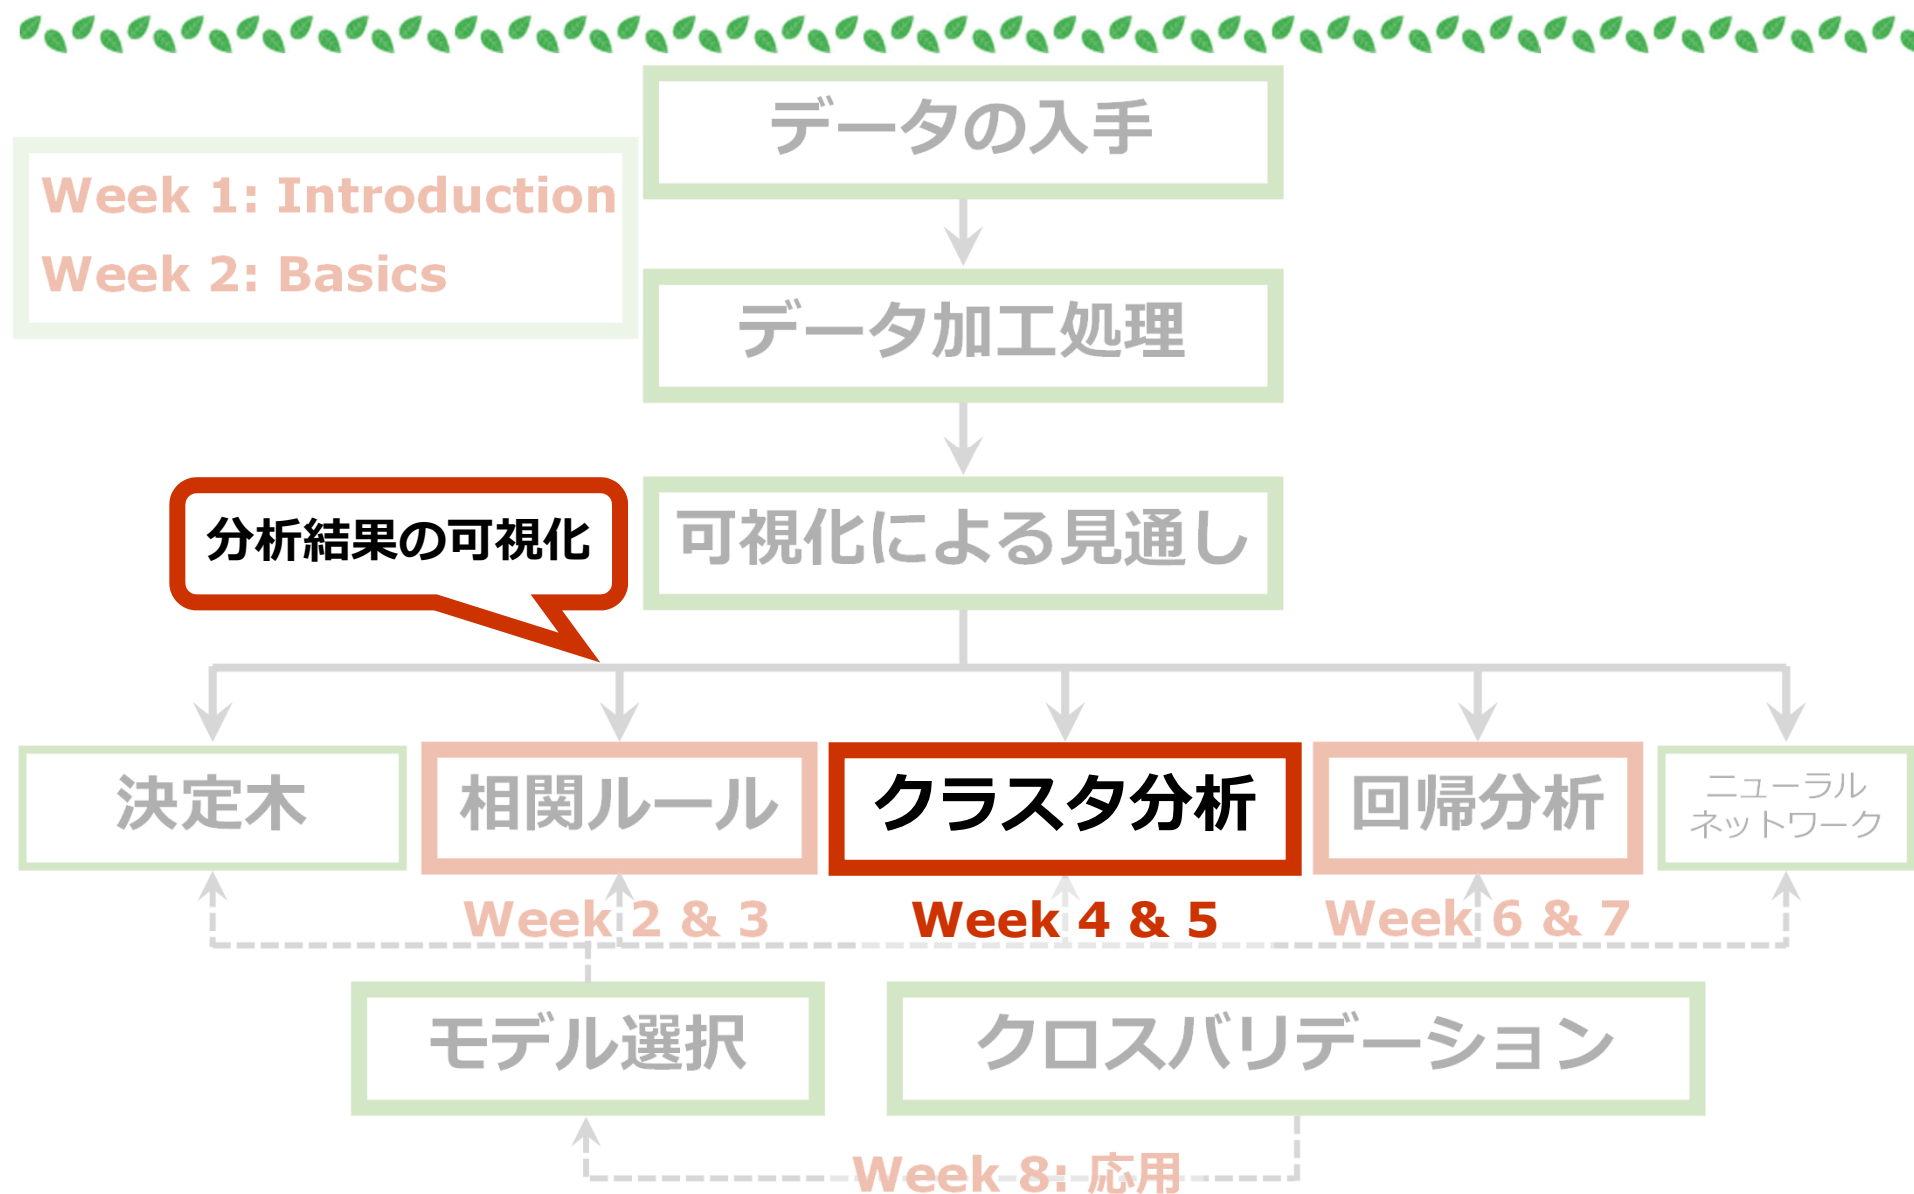 データの入手
Week 1: Introduction
Week 2: Basics
データ加工処理
分析結果の可視化
可視化による見通し
決定木
相関ルール
クラスタ分析
回帰分析
ニューラル
ネットワーク
Week 2 & 3
Week 4 & 5
Week 6 & 7
モデル選択
クロスバリデーション
Week 8: 応用